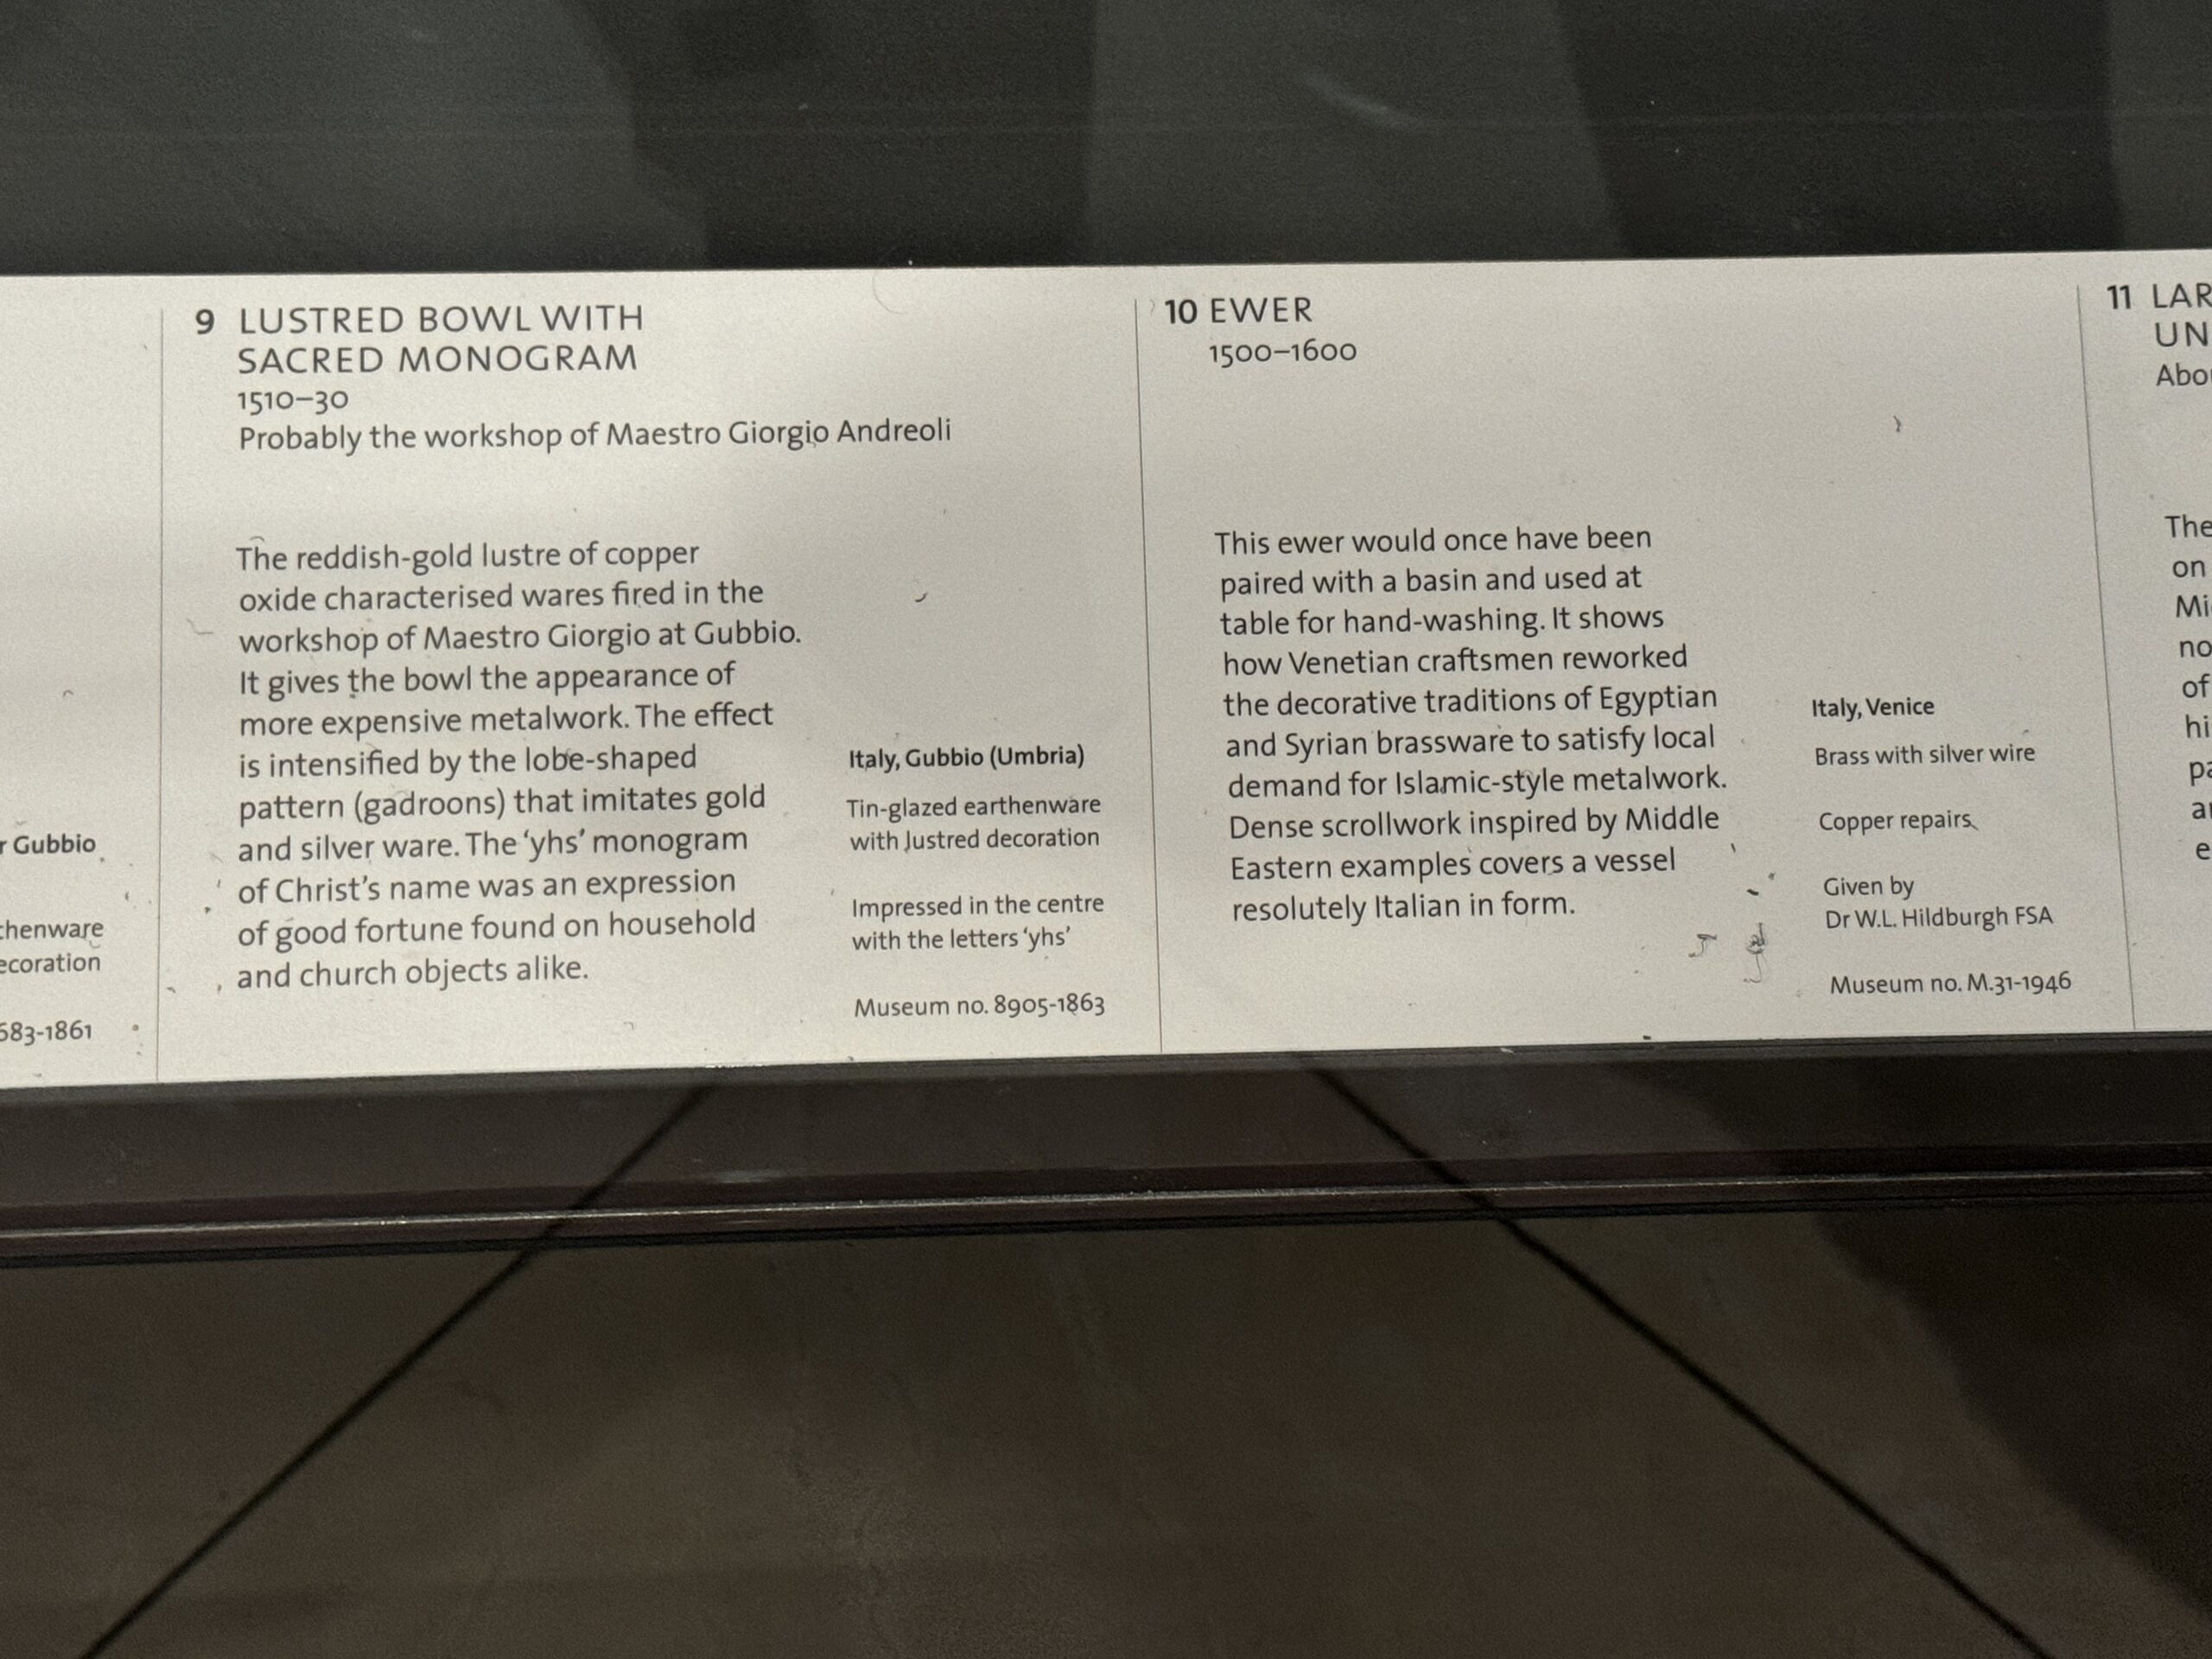 r Gubbio
henware
ecoration
683-1861
9 LUSTRED BOWL WITH
SACRED MONOGRAM
1510–30
Probably the workshop of Maestro Giorgio Andreoli
The reddish-gold lustre of copper
oxide characterised wares fired in the
workshop of Maestro Giorgio at Gubbio.
It gives the bowl the appearance of
more expensive metalwork. The effect
is intensified by the lobe-shaped
pattern (gadroons) that imitates gold
and silver ware. The ‘yhs’ monogram
of Christ’s name was an expression
of good fortune found on household
and church objects alike.
Italy, Gubbio (Umbria)
Tin-glazed earthenware
with lustred decoration
Impressed in the centre
with the letters ‘yhs’
Museum no. 8905-1863
10 EWER
1500–1600
This ewer would once have been
paired with a basin and used at
table for hand-washing. It shows
how Venetian craftsmen reworked
the decorative traditions of Egyptian
and Syrian brassware to satisfy local
demand for Islamic-style metalwork.
Dense scrollwork inspired by Middle
Eastern examples covers a vessel
resolutely Italian in form.
Italy, Venice
Brass with silver wire
Copper repairs
Given by
Dr W.L. Hildburgh FSA
Museum no. M.31-1946
11 LAR
UN
Abo
The
on
Mi
no
of
hi
pa
a
e